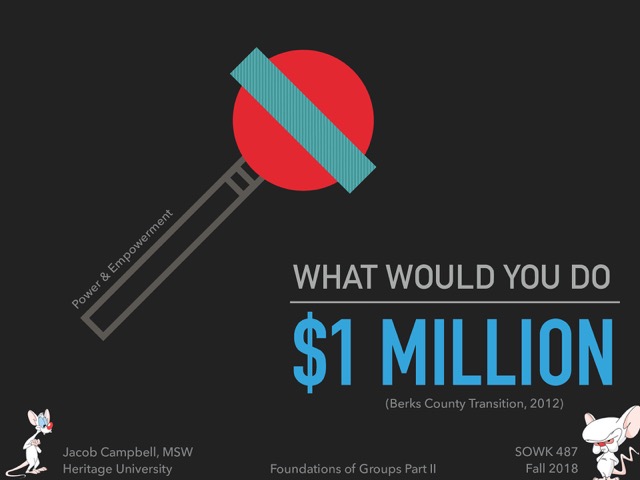 Power & Empowerment
WHAT WOULD YOU DO
$1 MILLION
(Berks County Transition, 2012)
Jacob Campbell, MSW
Heritage University
Foundations of Groups Part II
SOWK 487
Fall 2018